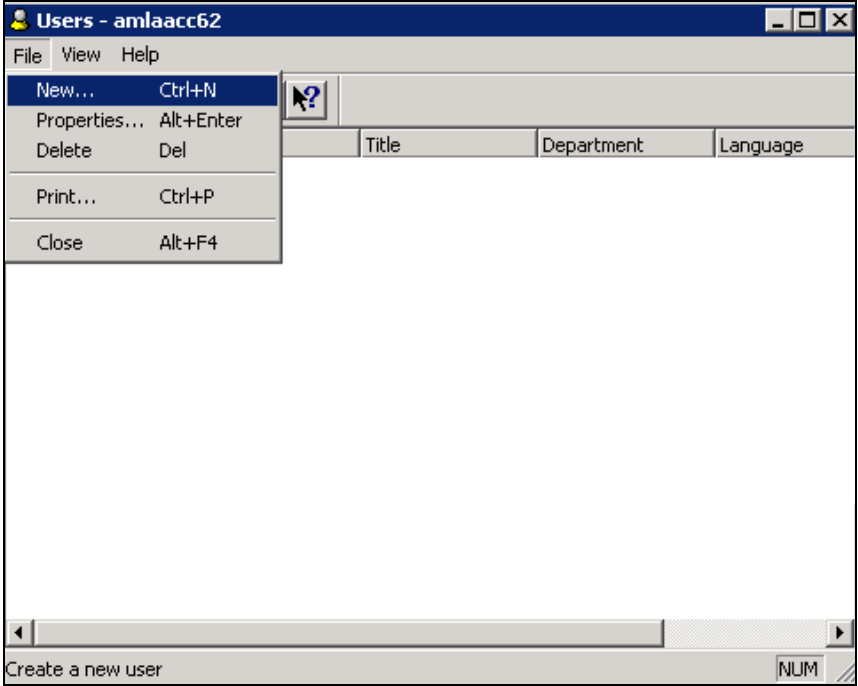 Users - amlaacc62
File View Help
New... Ctrl+N
Properties... Alt+Enter
Delete Del
Print... Ctrl+P
Close Alt+F4
Title Department Language
Create a new user NUM